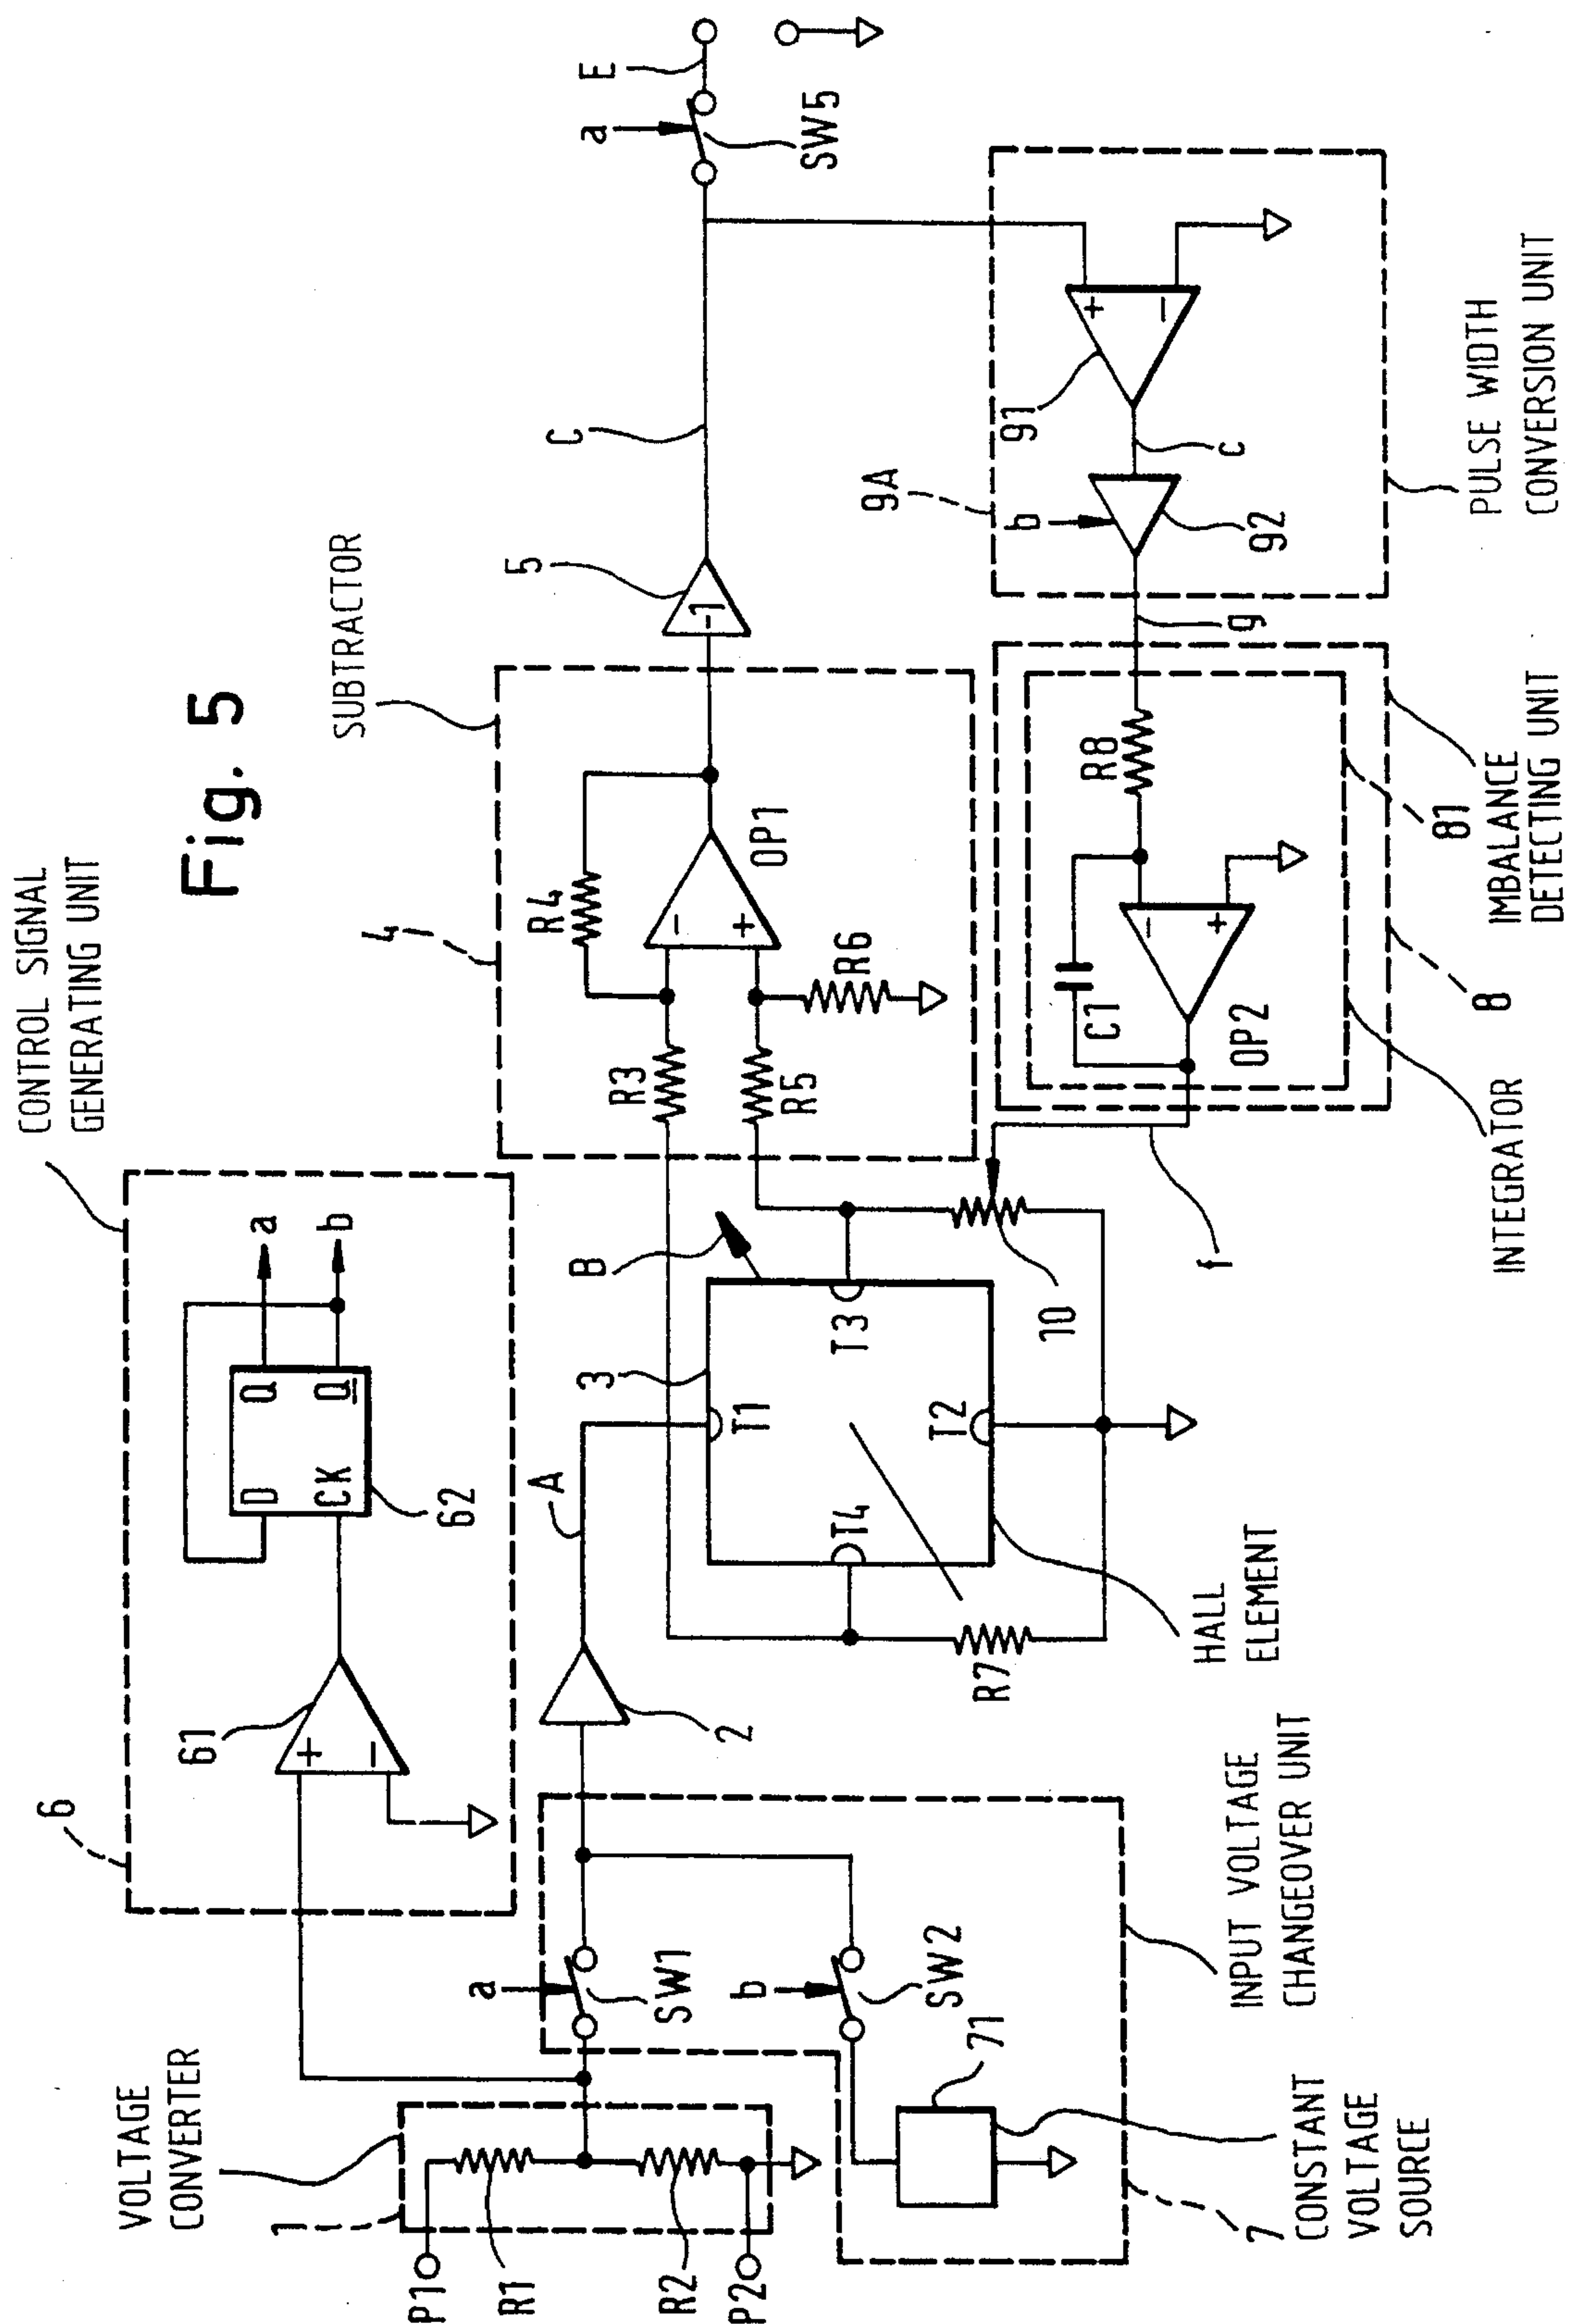 Fig. 5
CONTROL SIGNAL
GENERATING UNIT
6
61
+
−
D
Q
CK
Q
62
a
b
VOLTAGE
CONVERTER
1
P1
R1
R2
P2
a
SW1
b
SW2
71
7
CONSTANT
VOLTAGE
SOURCE
INPUT VOLTAGE
CHANGEOVER UNIT
2
A
3
B
T1
T2
T3
T4
R7
10
HALL
ELEMENT
SUBTRACTOR
4
R3
R4
R5
R6
−
+
OP1
5
-1
C
a
SW5
E
9A
91
+
−
c
b
92
g
PULSE WIDTH
CONVERSION UNIT
R8
C1
−
+
OP2
81
8
f
INTEGRATOR
IMBALANCE
DETECTING UNIT